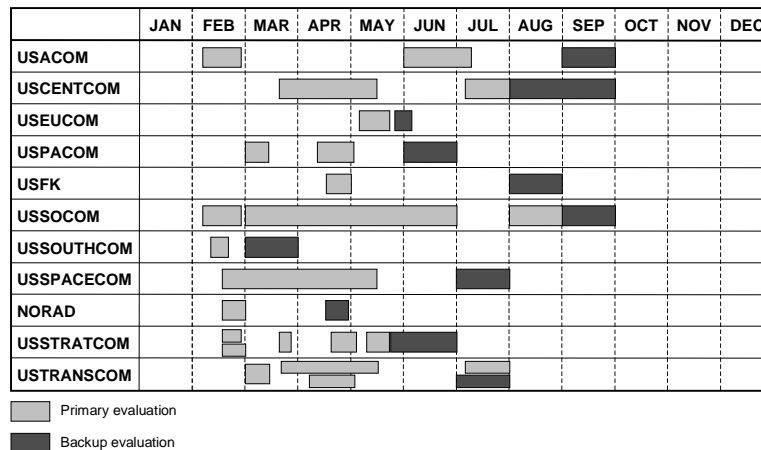 JAN FEB MAR APR MAY JUN JUL AUG SEP OCT NOV DEC
USACOM
USCENTCOM
USEUCOM
USPACOM
USFK
USSOCOM
USSOUTHCOM
USSPACECOM
NORAD
USSTRATCOM
USTRANSCOM
Primary evaluation
Backup evaluation